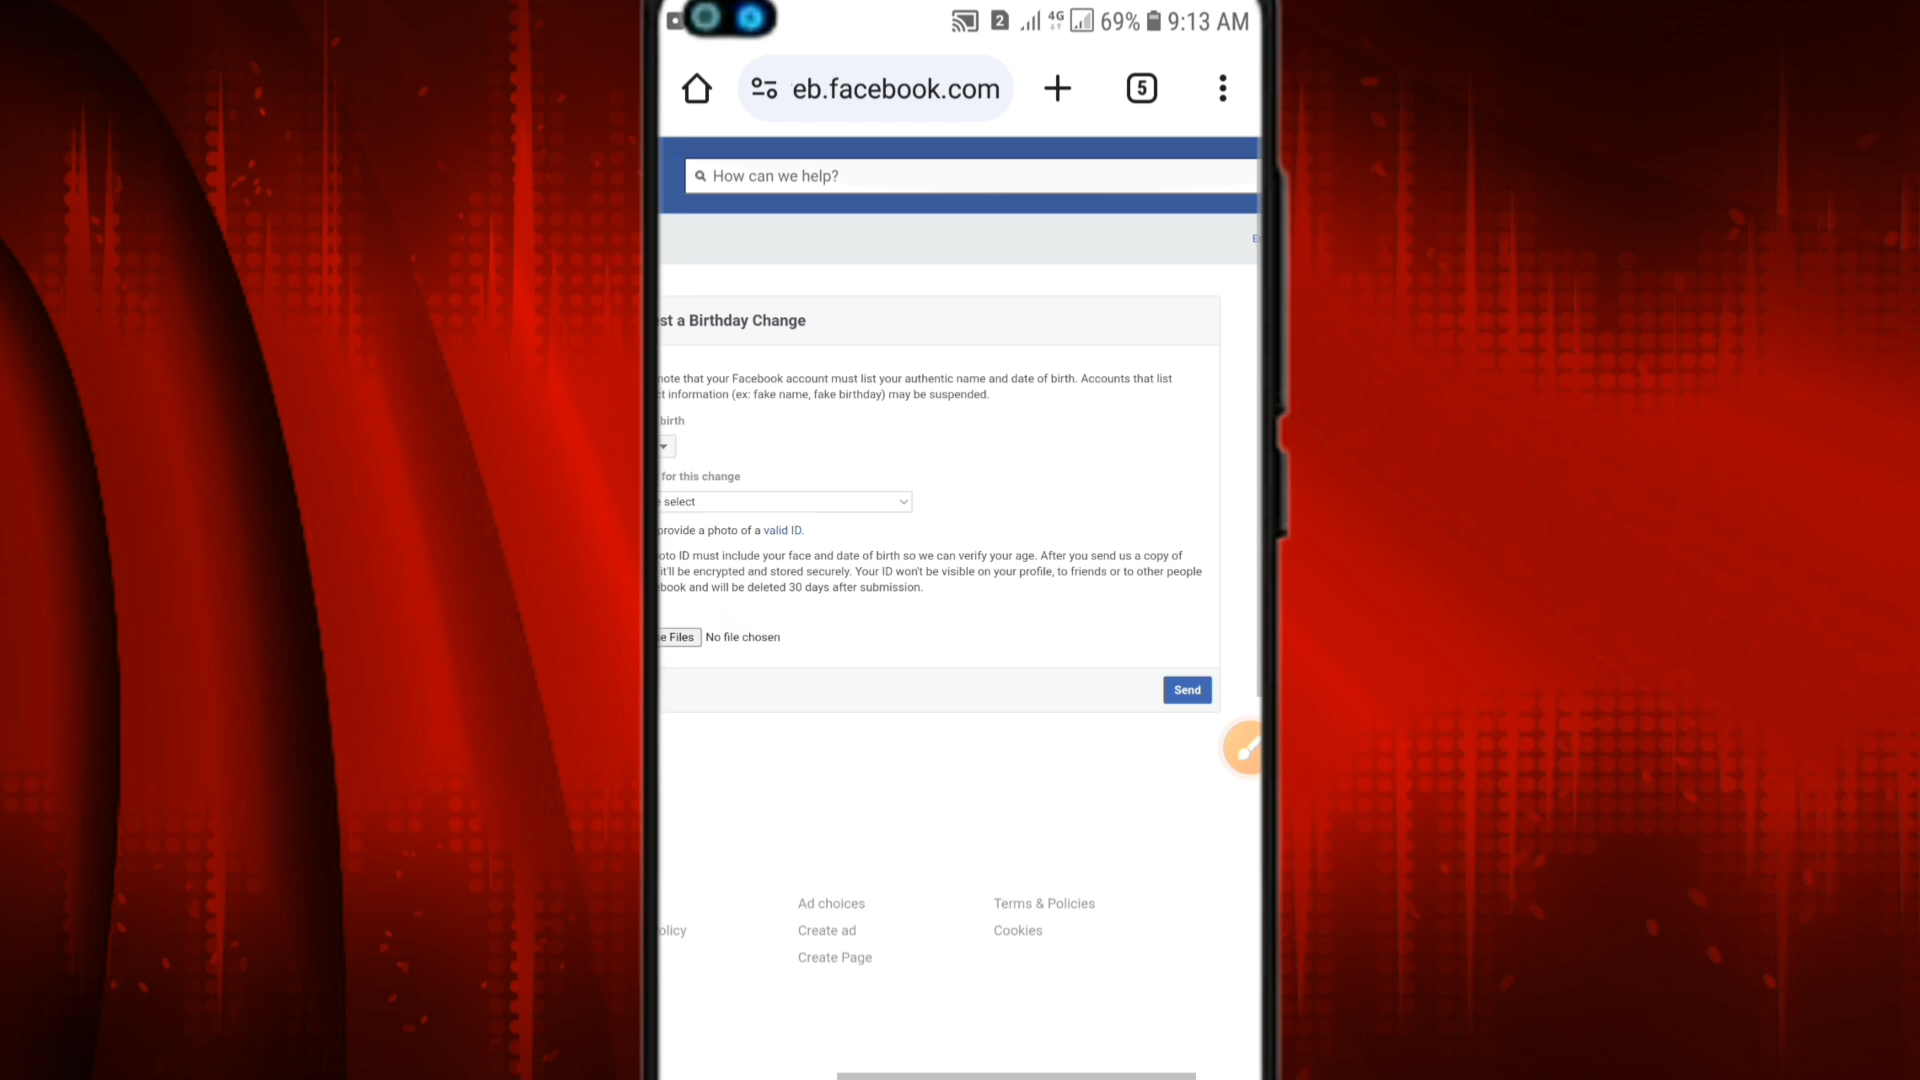 2 4G 69% 9:13 AM
eb.facebook.com 5
How can we help?
E
st a Birthday Change
note that your Facebook account must list your authentic name and date of birth. Accounts that list
ct information (ex: fake name, fake birthday) may be suspended.
birth
for this change
e select
provide a photo of a valid ID.
oto ID must include your face and date of birth so we can verify your age. After you send us a copy of
it'll be encrypted and stored securely. Your ID won't be visible on your profile, to friends or to other people
book and will be deleted 30 days after submission.
se Files No file chosen
Send
Ad choices Terms & Policies
olicy Create ad Cookies
Create Page